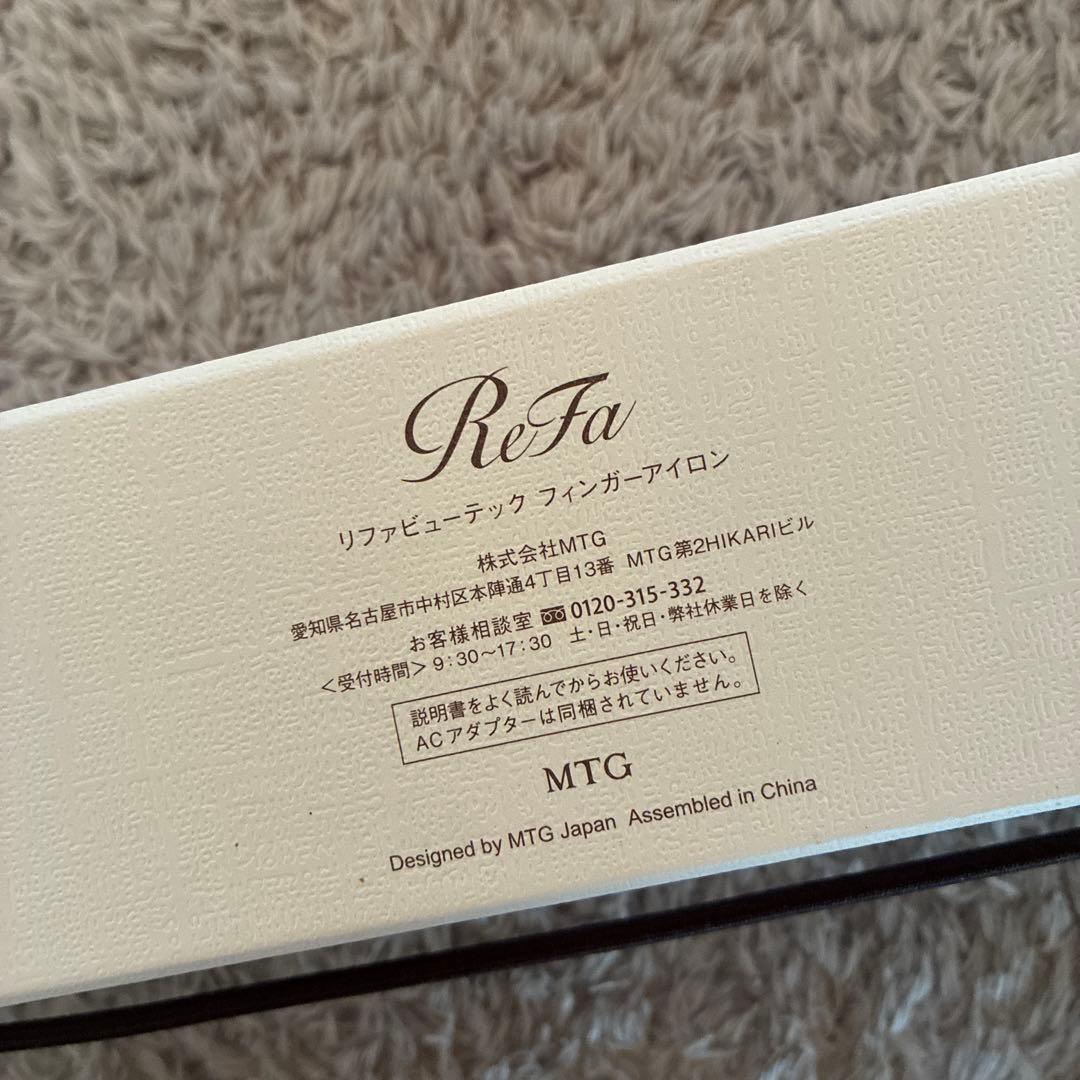 ReFa
リファビューテック フィンガーアイロン
株式会社MTG
愛知県名古屋市中村区本陣通4丁目13番 MTG第2HIKARIビル
お客様相談室 0120-315-332
＜受付時間＞9:30～17:30 土・日・祝日・弊社休業日を除く
説明書をよく読んでからお使いください。
ACアダプターは同梱されていません。
MTG
Designed by MTG Japan Assembled in China